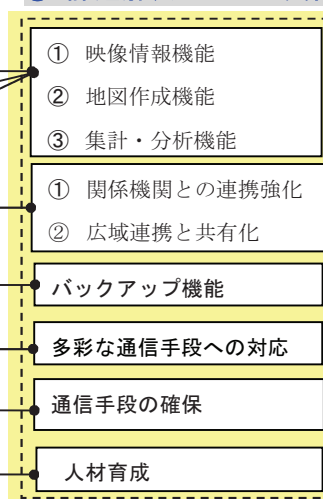 ① 映像情報機能
② 地図作成機能
③ 集計・分析機能
① 関係機関との連携強化
② 広域連携と共有化
バックアップ機能
多彩な通信手段への対応
通信手段の確保
人材育成